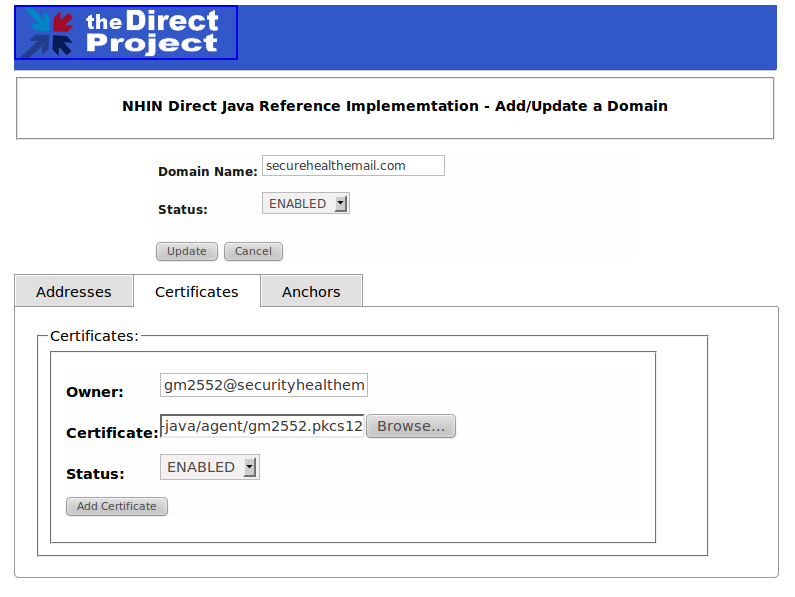 the Direct
Project
NHIN Direct Java Reference Implememtation - Add/Update a Domain
Domain Name: securehealthemail.com
Status: ENABLED
Update Cancel
Addresses Certificates Anchors
Certificates:
Owner: gm2552@securityhealthem
Certificate: -java/agent/gm2552.pkcs12 Browse...
Status: ENABLED
Add Certificate